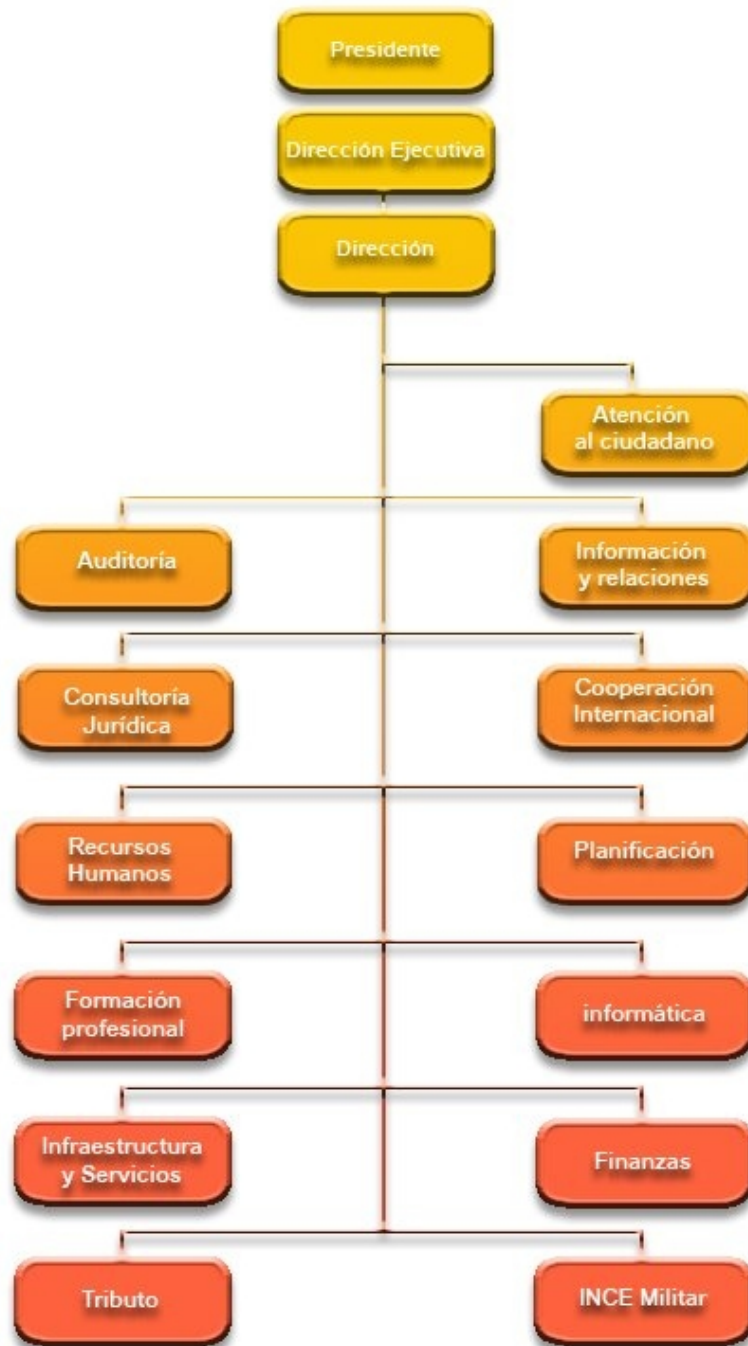 Presidente
Dirección Ejecutiva
Dirección
Atención
al ciudadano
Auditoría
Información
y relaciones
Consultoría
Jurídica
Cooperación
Internacional
Recursos
Humanos
Planificación
Formación
profesional
informática
Infraestructura
y Servicios
Finanzas
Tributo
INCE Militar